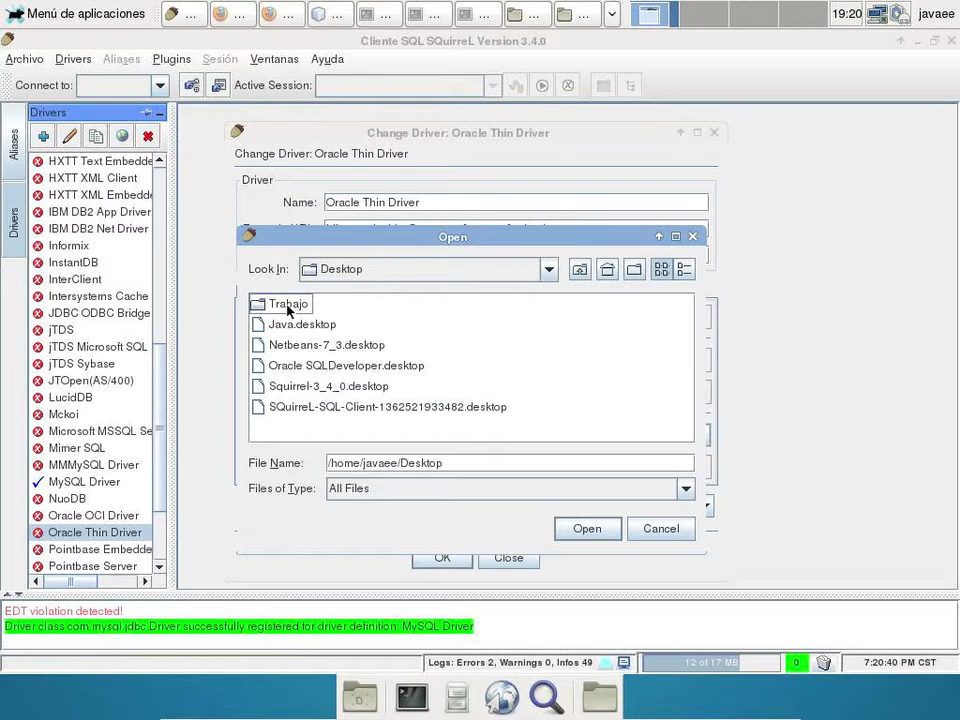 Menú de aplicaciones
...
...
...
...
...
...
...
...
...
19:20
javaee
Cliente SQL SQuirreL Version 3.4.0
Archivo Drivers Aliases Plugins Sesión Ventanas Ayuda
Connect to:
Active Session:
Aliases
Drivers
Drivers
HXTT Text Embedde
HXTT XML Client
HXTT XML Embedde
IBM DB2 App Driver
IBM DB2 Net Driver
Informix
InstantDB
InterClient
Intersystems Cache
JDBC ODBC Bridge
jTDS
jTDS Microsoft SQL
jTDS Sybase
JTOpen(AS/400)
LucidDB
Mckoi
Microsoft MSSQL Se
Mimer SQL
MMMySQL Driver
MySQL Driver
NuoDB
Oracle OCI Driver
Oracle Thin Driver
Pointbase Embedde
Pointbase Server
Change Driver: Oracle Thin Driver
Change Driver: Oracle Thin Driver
Driver
Name: Oracle Thin Driver
Open
Look In: Desktop
Trabajo
Java.desktop
Netbeans-7_3.desktop
Oracle SQLDeveloper.desktop
Squirrel-3_4_0.desktop
SQuirreL-SQL-Client-1362521933482.desktop
File Name: /home/javaee/Desktop
Files of Type: All Files
Open Cancel
OK Close
EDT violation detected!
Driver class com.mysql.jdbc.Driver successfully registered for driver definition: MySQL Driver
Logs: Errors 2, Warnings 0, Infos 49
12 of 17 MB
0
7:20:40 PM CST